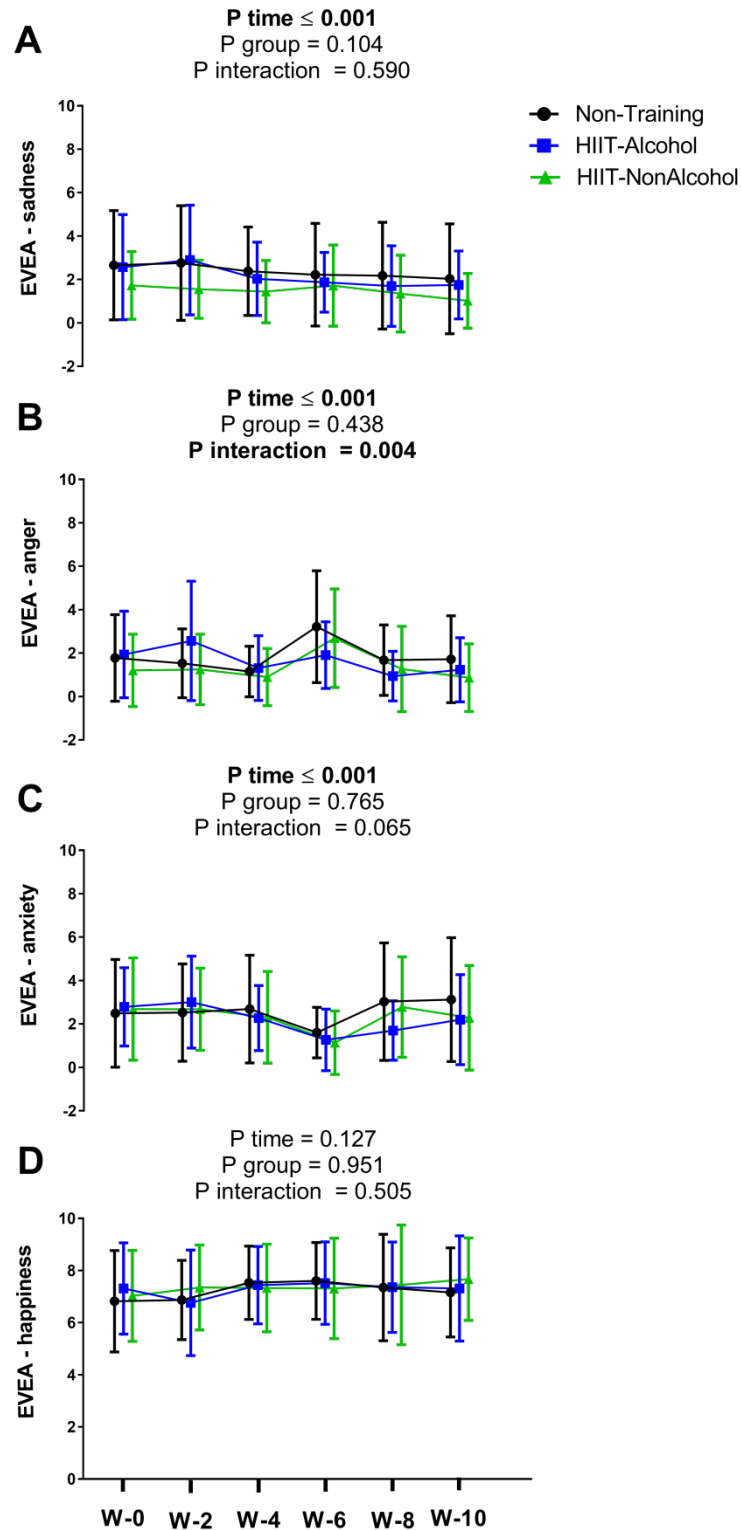 A
P time ≤ 0.001
P group = 0.104
P interaction = 0.590
Non-Training
HIIT-Alcohol
HIIT-NonAlcohol
EVEA - sadness
10
8
6
4
2
0
-2
B
P time ≤ 0.001
P group = 0.438
P interaction = 0.004
EVEA - anger
10
8
6
4
2
0
-2
C
P time ≤ 0.001
P group = 0.765
P interaction = 0.065
EVEA - anxiety
10
8
6
4
2
0
-2
D
P time = 0.127
P group = 0.951
P interaction = 0.505
EVEA - happiness
10
8
6
4
2
0
W-0 W-2 W-4 W-6 W-8 W-10